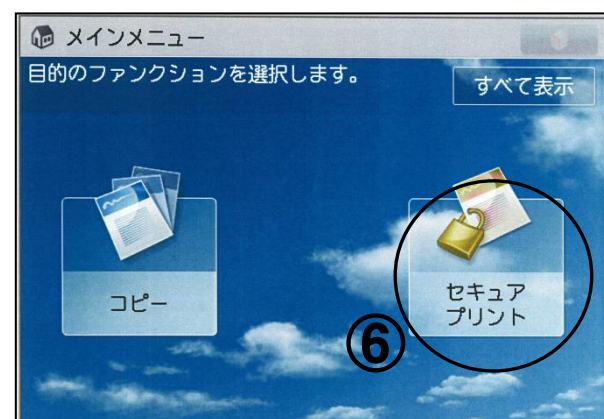 メインメニュー
目的のファンクションを選択します。
すべて表示
コピー
セキュア
プリント
⑥